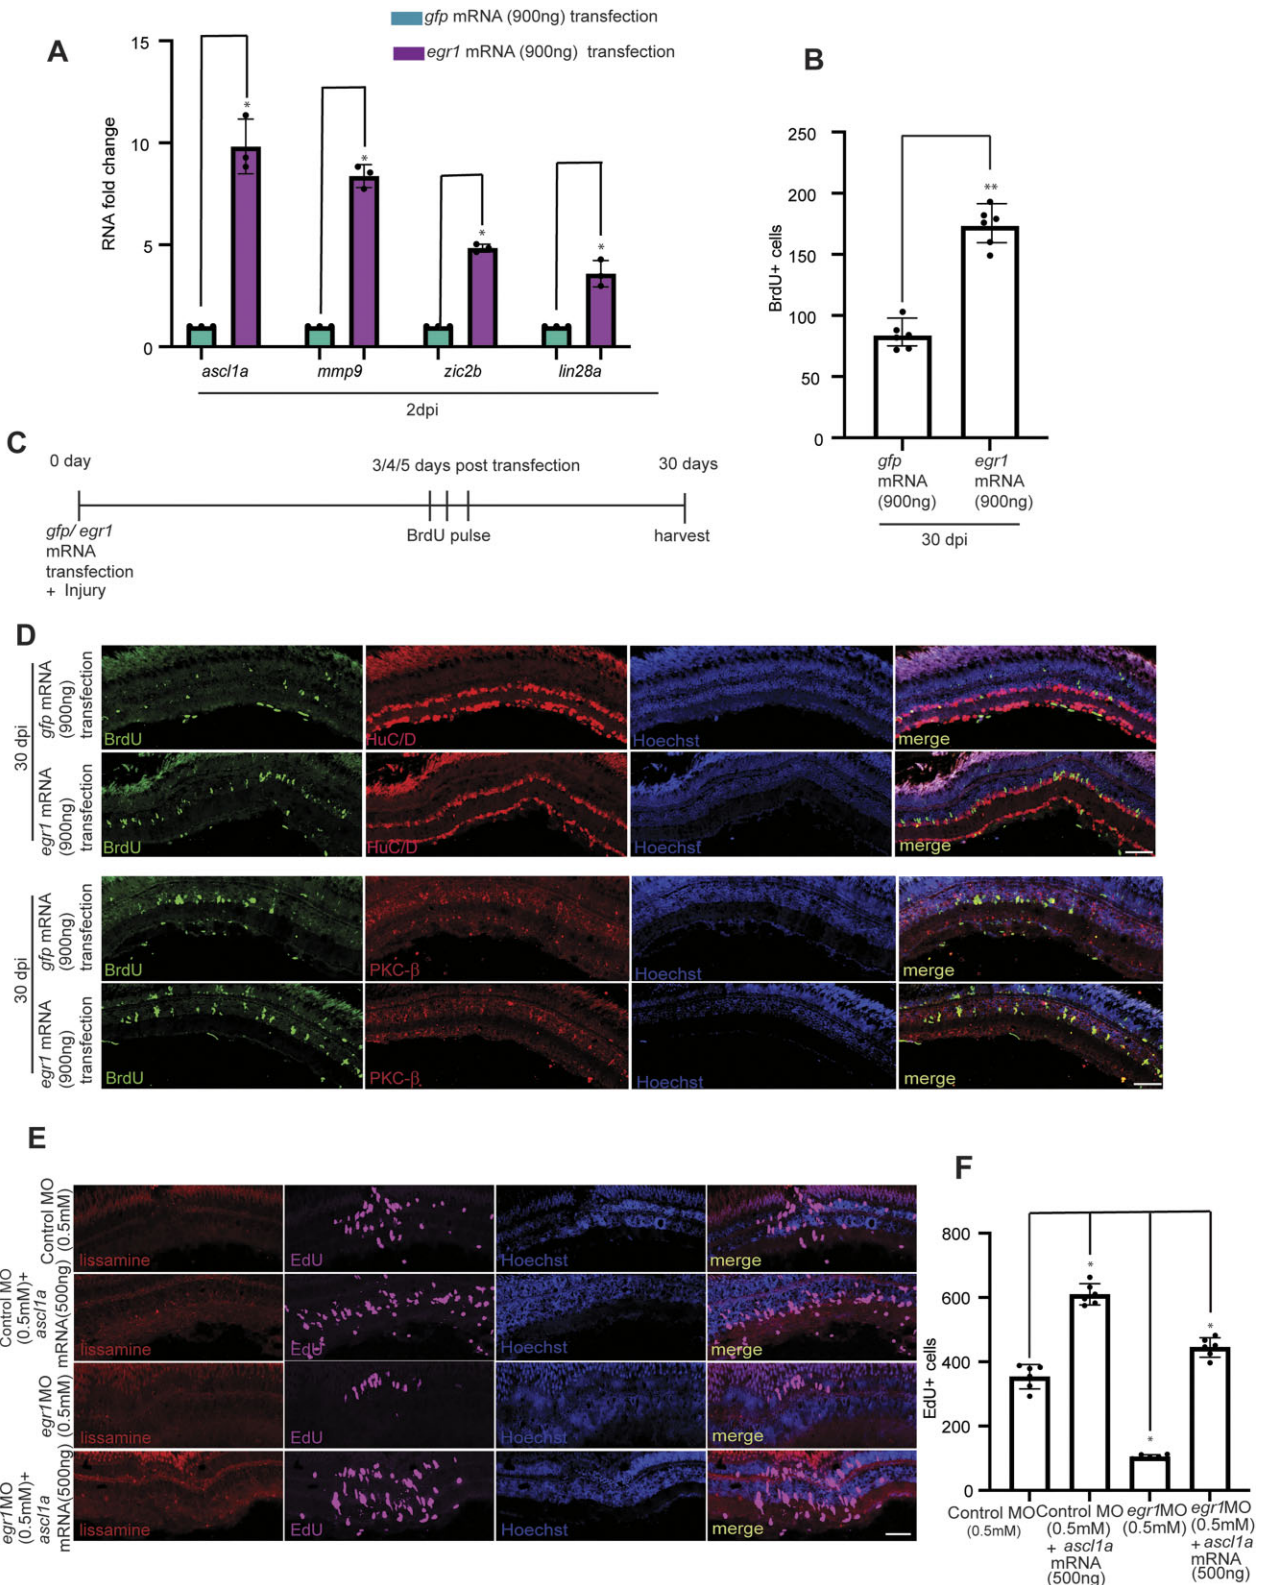 gfp mRNA (900ng) transfection
egr1 mRNA (900ng) transfection
A
15
10
5
0
RNA fold change
*
*
*
*
ascl1a mmp9 zic2b lin28a
2dpi
B
250
200
150
100
50
0
BrdU+ cells
**
gfp
mRNA
(900ng)
egr1
mRNA
(900ng)
30 dpi
C
0 day
3/4/5 days post transfection
30 days
gfp/ egr1
mRNA
transfection
+ Injury
BrdU pulse
harvest
D
30 dpi
gfp mRNA
(900ng)
transfection
BrdU HuC/D Hoechst merge
egr1 mRNA
(900ng)
transfection
BrdU HuC/D Hoechst merge
30 dpi
gfp mRNA
(900ng)
transfection
BrdU PKC-β Hoechst merge
egr1 mRNA
(900ng)
transfection
BrdU PKC-β Hoechst merge
E
Control MO
(0.5mM)
lissamine EdU Hoechst merge
Control MO
(0.5mM)+
ascl1a
mRNA(500ng)
lissamine EdU Hoechst merge
egr1MO
(0.5mM)
lissamine EdU Hoechst merge
egr1MO
(0.5mM)+
ascl1a
mRNA(500ng)
lissamine EdU Hoechst merge
F
800
600
400
200
0
EdU+ cells
*
*
*
Control MO
(0.5mM)
Control MO
(0.5mM)
+ ascl1a
mRNA
(500ng)
egr1MO
(0.5mM)
egr1MO
(0.5mM)
+ ascl1a
mRNA
(500ng)